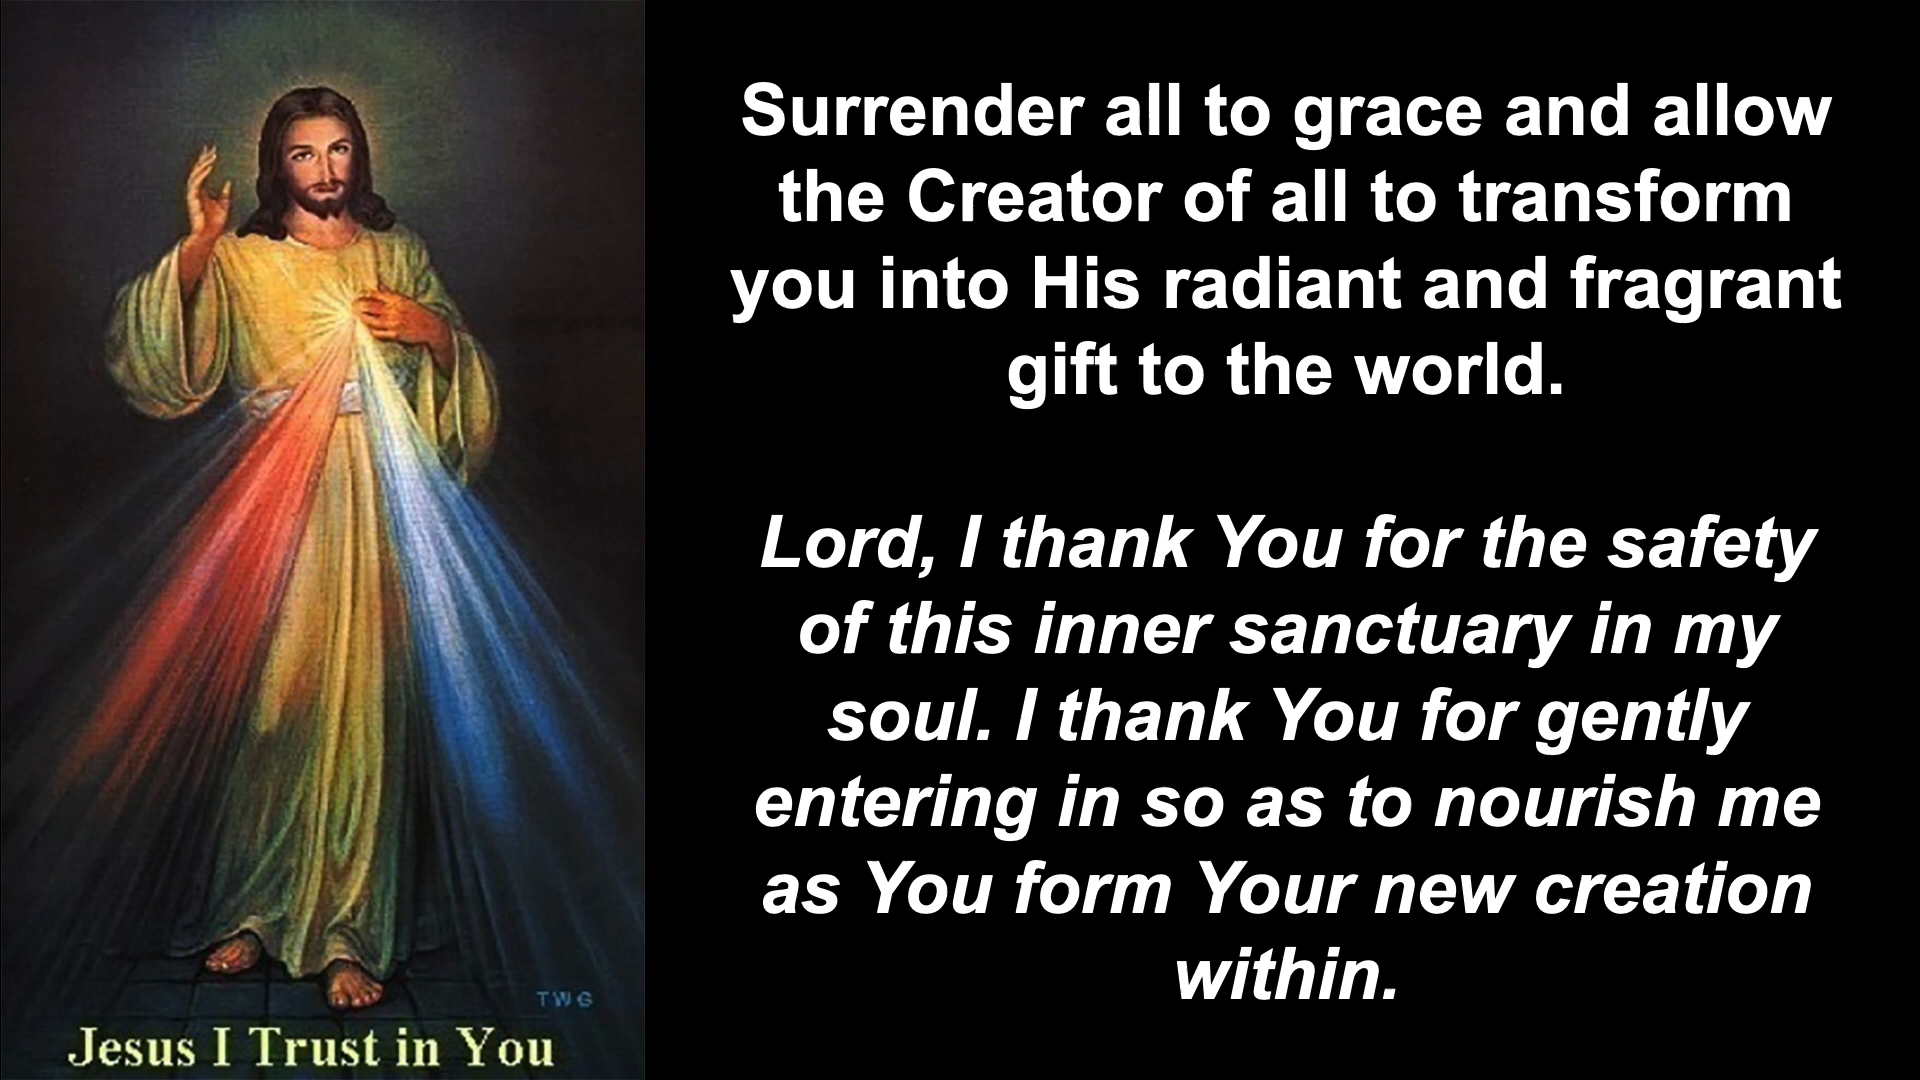 Surrender all to grace and allow
the Creator of all to transform
you into His radiant and fragrant
gift to the world.
Lord, I thank You for the safety
of this inner sanctuary in my
soul. I thank You for gently
entering in so as to nourish me
as You form Your new creation
within.
TWG
Jesus I Trust in You